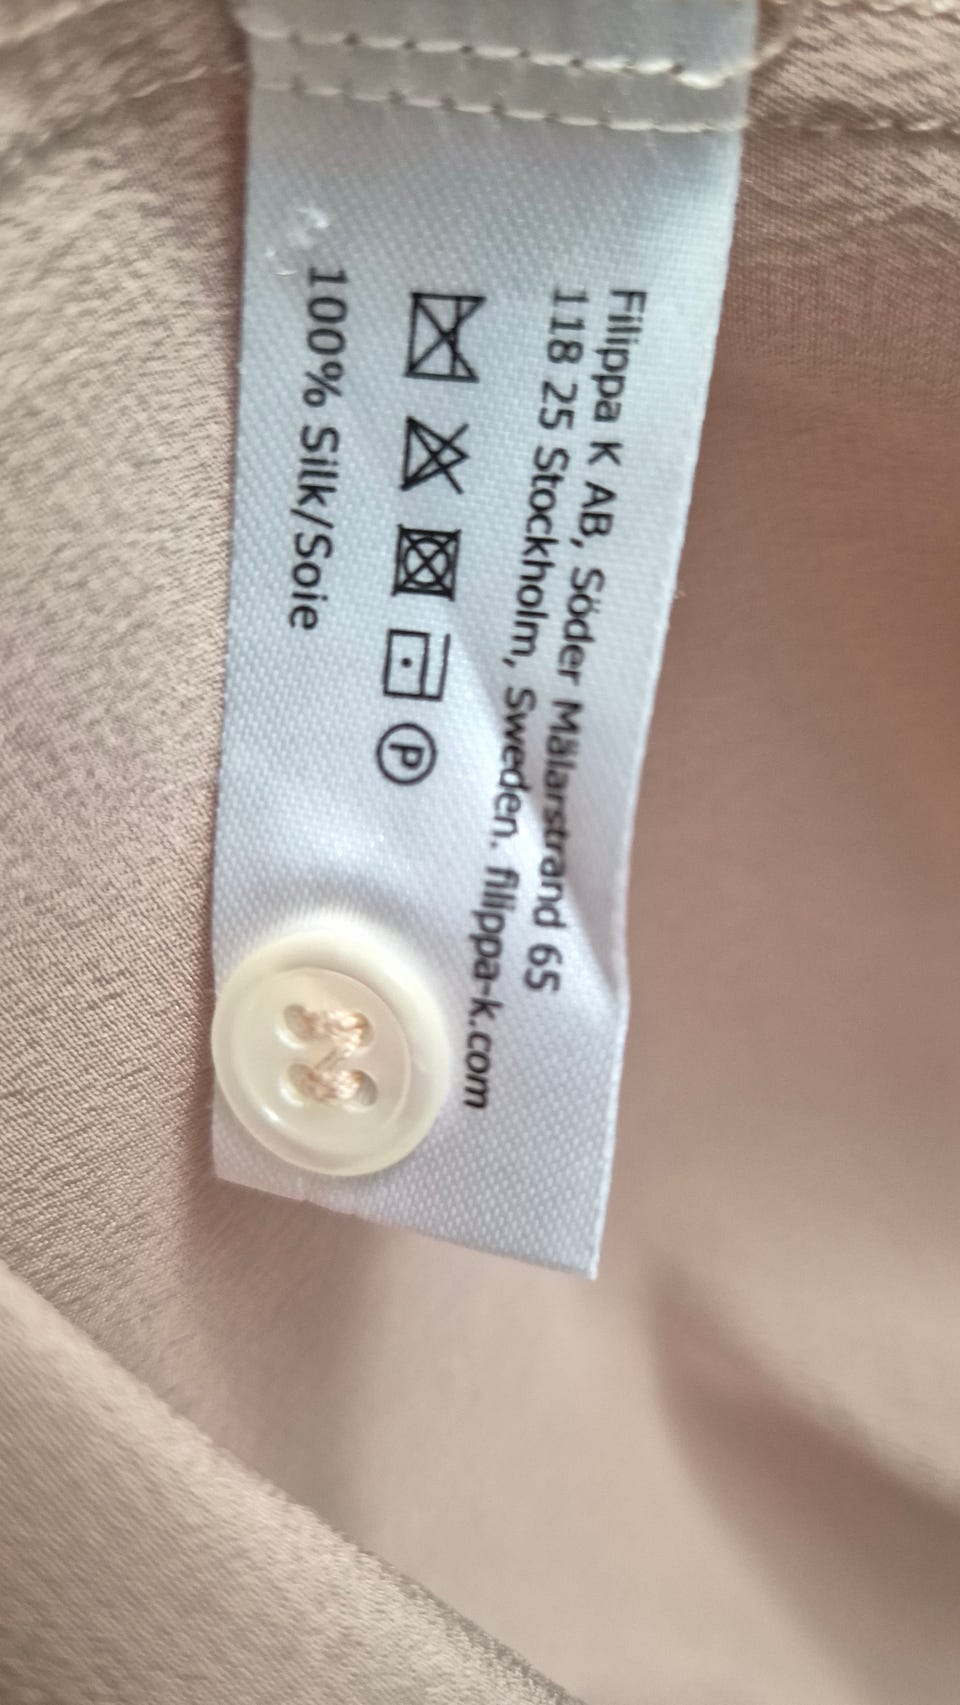 Filippa K AB, Söder Mälarstrand 65
118 25 Stockholm, Sweden. filippa-k.com
P
100% Silk/Soie